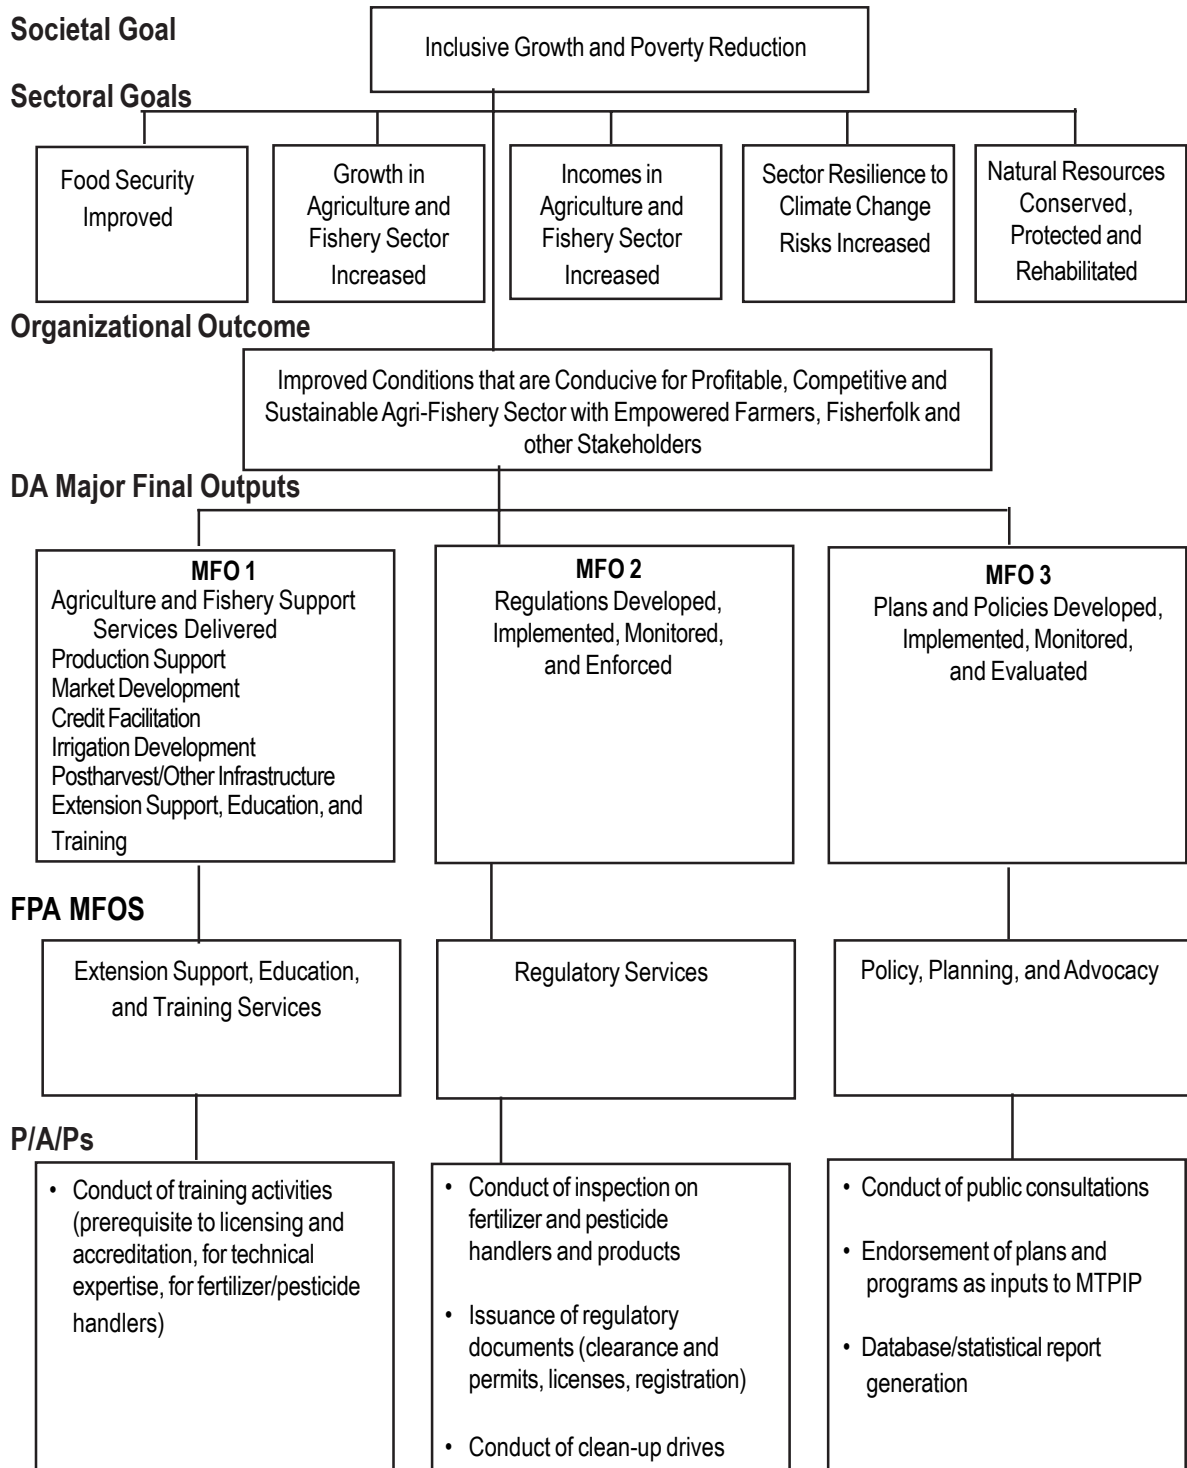 Societal Goal
Inclusive Growth and Poverty Reduction
Sectoral Goals
Food Security
Improved
Growth in
Agriculture and
Fishery Sector
Increased
Incomes in
Agriculture and
Fishery Sector
Increased
Sector Resilience to
Climate Change
Risks Increased
Natural Resources
Conserved,
Protected and
Rehabilitated
Organizational Outcome
Improved Conditions that are Conducive for Profitable, Competitive and
Sustainable Agri-Fishery Sector with Empowered Farmers, Fisherfolk and
other Stakeholders
DA Major Final Outputs
MFO 1
Agriculture and Fishery Support
Services Delivered
Production Support
Market Development
Credit Facilitation
Irrigation Development
Postharvest/Other Infrastructure
Extension Support, Education, and
Training
MFO 2
Regulations Developed,
Implemented, Monitored,
and Enforced
MFO 3
Plans and Policies Developed,
Implemented, Monitored,
and Evaluated
FPA MFOS
Extension Support, Education,
and Training Services
Regulatory Services
Policy, Planning, and Advocacy
P/A/Ps
• Conduct of training activities
(prerequisite to licensing and
accreditation, for technical
expertise, for fertilizer/pesticide
handlers)
• Conduct of inspection on
fertilizer and pesticide
handlers and products
• Issuance of regulatory
documents (clearance and
permits, licenses, registration)
• Conduct of clean-up drives
• Conduct of public consultations
• Endorsement of plans and
programs as inputs to MTPIP
• Database/statistical report
generation